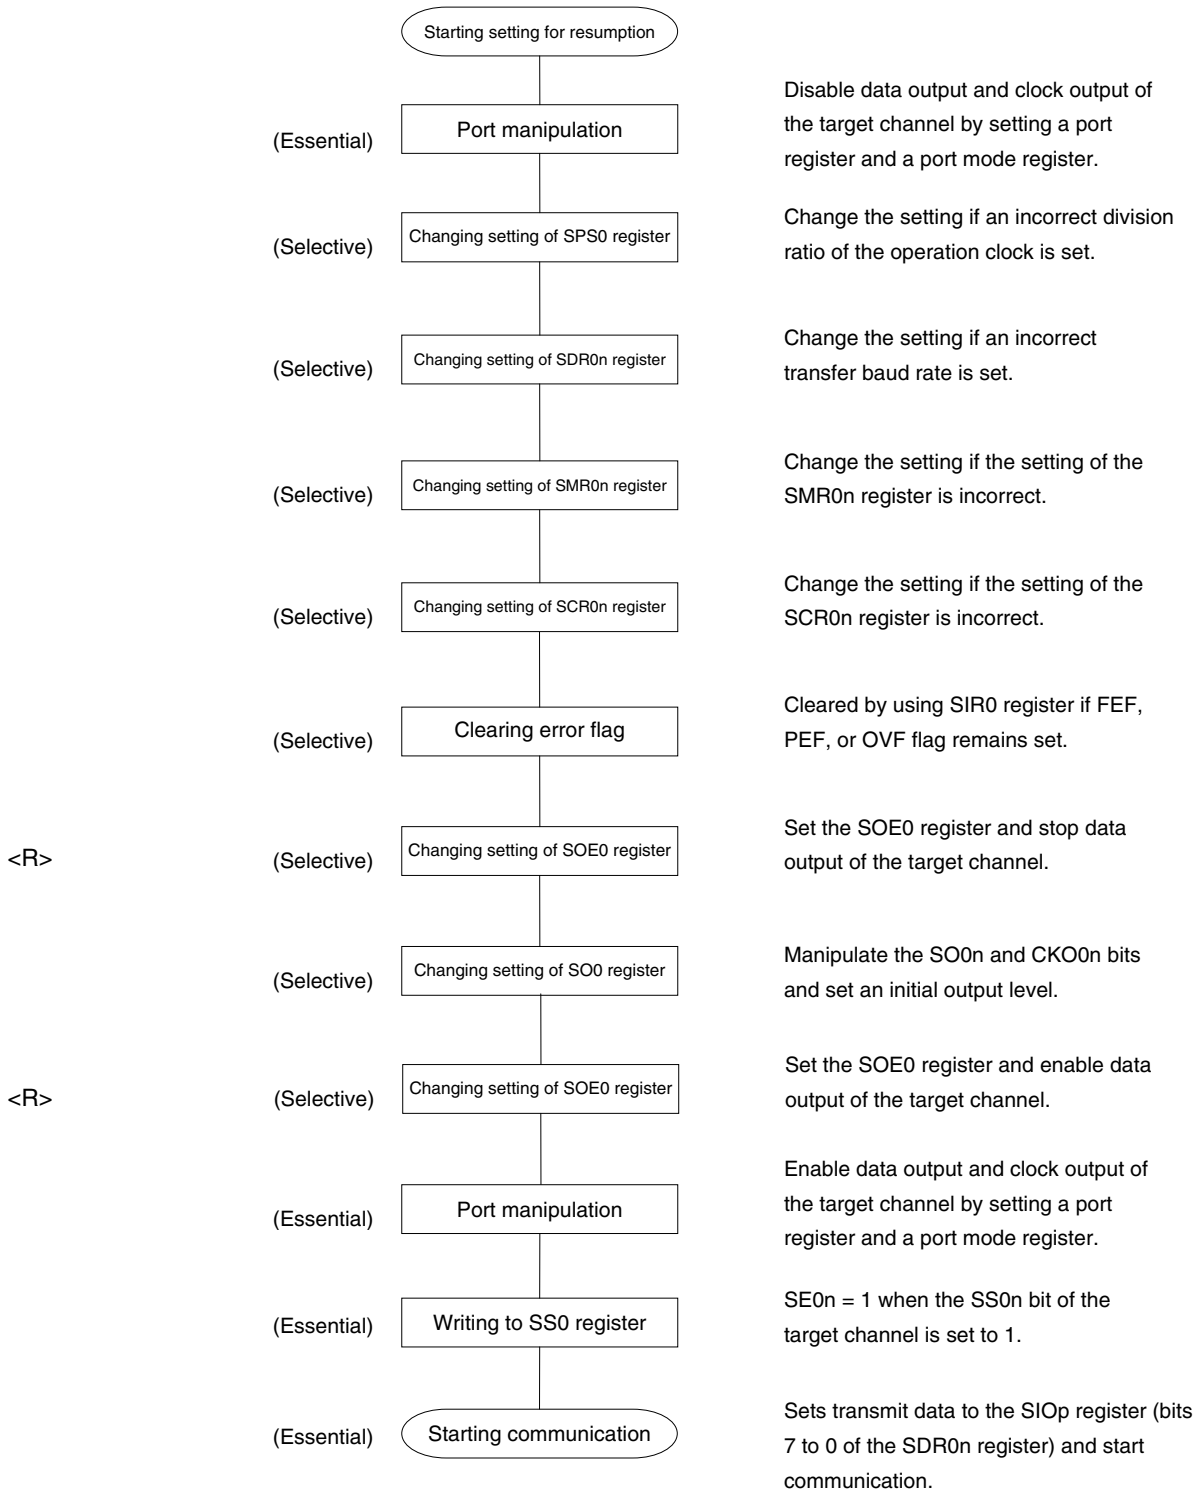 Starting setting for resumption
(Essential)
Port manipulation
Disable data output and clock output of
the target channel by setting a port
register and a port mode register.
(Selective)
Changing setting of SPS0 register
Change the setting if an incorrect division
ratio of the operation clock is set.
(Selective)
Changing setting of SDR0n register
Change the setting if an incorrect
transfer baud rate is set.
(Selective)
Changing setting of SMR0n register
Change the setting if the setting of the
SMR0n register is incorrect.
(Selective)
Changing setting of SCR0n register
Change the setting if the setting of the
SCR0n register is incorrect.
(Selective)
Clearing error flag
Cleared by using SIR0 register if FEF,
PEF, or OVF flag remains set.
<R>
(Selective)
Changing setting of SOE0 register
Set the SOE0 register and stop data
output of the target channel.
(Selective)
Changing setting of SO0 register
Manipulate the SO0n and CKO0n bits
and set an initial output level.
<R>
(Selective)
Changing setting of SOE0 register
Set the SOE0 register and enable data
output of the target channel.
(Essential)
Port manipulation
Enable data output and clock output of
the target channel by setting a port
register and a port mode register.
(Essential)
Writing to SS0 register
SE0n = 1 when the SS0n bit of the
target channel is set to 1.
(Essential)
Starting communication
Sets transmit data to the SIOp register (bits
7 to 0 of the SDR0n register) and start
communication.